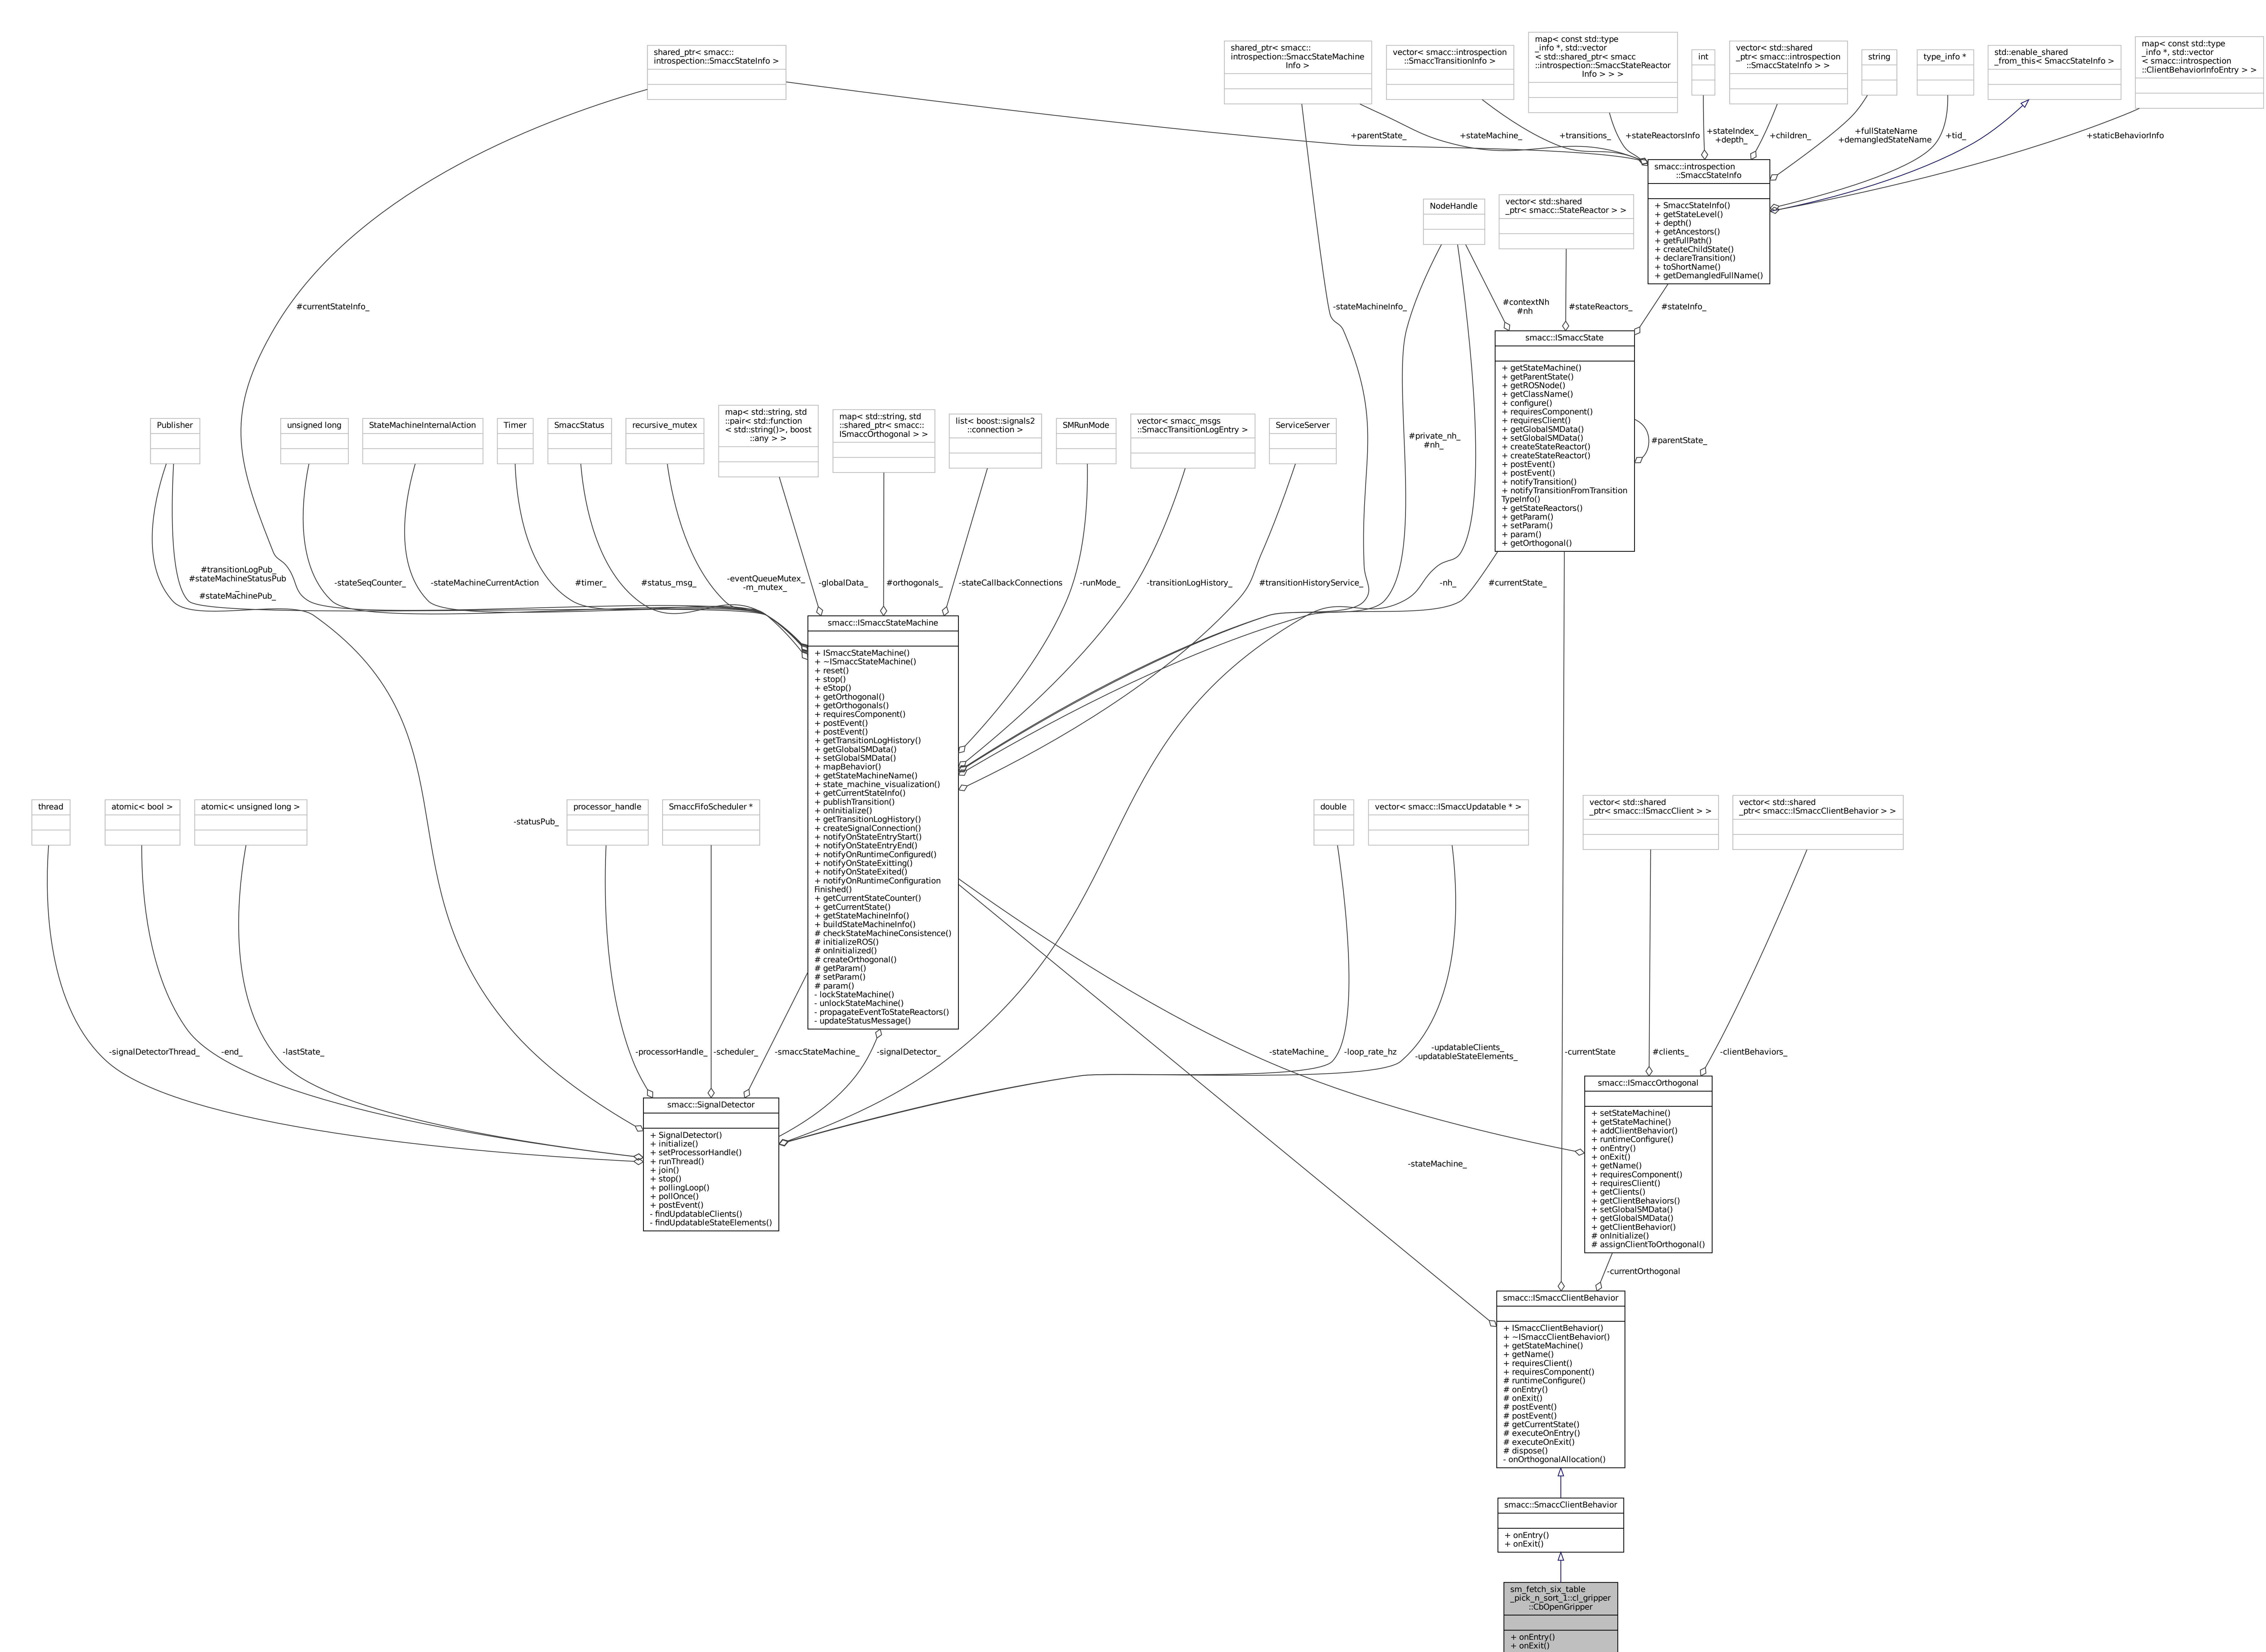 shared_ptr< smacc::
introspection::SmaccStateInfo >
shared_ptr< smacc::
introspection::SmaccStateMachine
Info >
vector< smacc::introspection
::SmaccTransitionInfo >
map< const std::type
_info *, std::vector
< std::shared_ptr< smacc
::introspection::SmaccStateReactor
Info > > >
int
vector< std::shared
_ptr< smacc::introspection
::SmaccStateInfo > >
string
type_info *
std::enable_shared
_from_this< SmaccStateInfo >
map< const std::type
_info *, std::vector
< smacc::introspection
::ClientBehaviorInfoEntry > >
+parentState_
+stateMachine_
+transitions_
+stateReactorsInfo
+stateIndex_
+depth_
+children_
+fullStateName
+demangledStateName
+tid_
+staticBehaviorInfo
smacc::introspection
::SmaccStateInfo
+ SmaccStateInfo()
+ getStateLevel()
+ depth()
+ getAncestors()
+ getFullPath()
+ createChildState()
+ declareTransition()
+ toShortName()
+ getDemangledFullName()
NodeHandle
vector< std::shared
_ptr< smacc::StateReactor > >
#currentStateInfo_
-stateMachineInfo_
#contextNh
#nh
#stateReactors_
#stateInfo_
smacc::ISmaccState
+ getStateMachine()
+ getParentState()
+ getROSNode()
+ getClassName()
+ configure()
+ requiresComponent()
+ requiresClient()
+ getGlobalSMData()
+ setGlobalSMData()
+ createStateReactor()
+ createStateReactor()
+ postEvent()
+ postEvent()
+ notifyTransition()
+ notifyTransitionFromTransition
TypeInfo()
+ getStateReactors()
+ getParam()
+ setParam()
+ param()
+ getOrthogonal()
#parentState_
#private_nh_
#nh_
Publisher
unsigned long
StateMachineInternalAction
Timer
SmaccStatus
recursive_mutex
map< std::string, std
::pair< std::function
< std::string()>, boost
::any > >
map< std::string, std
::shared_ptr< smacc::
ISmaccOrthogonal > >
list< boost::signals2
::connection >
SMRunMode
vector< smacc_msgs
::SmaccTransitionLogEntry >
ServiceServer
#transitionLogPub_
#stateMachineStatusPub
_
#stateMachinePub_
-stateSeqCounter_
-stateMachineCurrentAction
#timer_
#status_msg_
-eventQueueMutex_
-m_mutex_
-globalData_
#orthogonals_
-stateCallbackConnections
-runMode_
-transitionLogHistory_
#transitionHistoryService_
-nh_
#currentState_
smacc::ISmaccStateMachine
+ ISmaccStateMachine()
+ ~ISmaccStateMachine()
+ reset()
+ stop()
+ eStop()
+ getOrthogonal()
+ getOrthogonals()
+ requiresComponent()
+ postEvent()
+ postEvent()
+ getTransitionLogHistory()
+ getGlobalSMData()
+ setGlobalSMData()
+ mapBehavior()
+ getStateMachineName()
+ state_machine_visualization()
+ getCurrentStateInfo()
+ publishTransition()
+ onInitialize()
+ getTransitionLogHistory()
+ createSignalConnection()
+ notifyOnStateEntryStart()
+ notifyOnStateEntryEnd()
+ notifyOnRuntimeConfigured()
+ notifyOnStateExitting()
+ notifyOnStateExited()
+ notifyOnRuntimeConfiguration
Finished()
+ getCurrentStateCounter()
+ getCurrentState()
+ getStateMachineInfo()
+ buildStateMachineInfo()
# checkStateMachineConsistence()
# initializeROS()
# onInitialized()
# createOrthogonal()
# getParam()
# setParam()
# param()
- lockStateMachine()
- unlockStateMachine()
- propagateEventToStateReactors()
- updateStatusMessage()
thread
atomic< bool >
atomic< unsigned long >
-statusPub_
processor_handle
SmaccFifoScheduler *
double
vector< smacc::ISmaccUpdatable * >
vector< std::shared
_ptr< smacc::ISmaccClient > >
vector< std::shared
_ptr< smacc::ISmaccClientBehavior > >
-signalDetectorThread_
-end_
-lastState_
-processorHandle_
-scheduler_
-smaccStateMachine_
-signalDetector_
-stateMachine_
-loop_rate_hz
-updatableClients_
-updatableStateElements_
-currentState
#clients_
-clientBehaviors_
smacc::SignalDetector
+ SignalDetector()
+ initialize()
+ setProcessorHandle()
+ runThread()
+ join()
+ stop()
+ pollingLoop()
+ pollOnce()
+ postEvent()
- findUpdatableClients()
- findUpdatableStateElements()
smacc::ISmaccOrthogonal
+ setStateMachine()
+ getStateMachine()
+ addClientBehavior()
+ runtimeConfigure()
+ onEntry()
+ onExit()
+ getName()
+ requiresComponent()
+ requiresClient()
+ getClients()
+ getClientBehaviors()
+ setGlobalSMData()
+ getGlobalSMData()
+ getClientBehavior()
# onInitialize()
# assignClientToOrthogonal()
-stateMachine_
-currentOrthogonal
smacc::ISmaccClientBehavior
+ ISmaccClientBehavior()
+ ~ISmaccClientBehavior()
+ getStateMachine()
+ getName()
+ requiresClient()
+ requiresComponent()
# runtimeConfigure()
# onEntry()
# onExit()
# postEvent()
# postEvent()
# getCurrentState()
# executeOnEntry()
# executeOnExit()
# dispose()
- onOrthogonalAllocation()
smacc::SmaccClientBehavior
+ onEntry()
+ onExit()
sm_fetch_six_table
_pick_n_sort_1::cl_gripper
::CbOpenGripper
+ onEntry()
+ onExit()